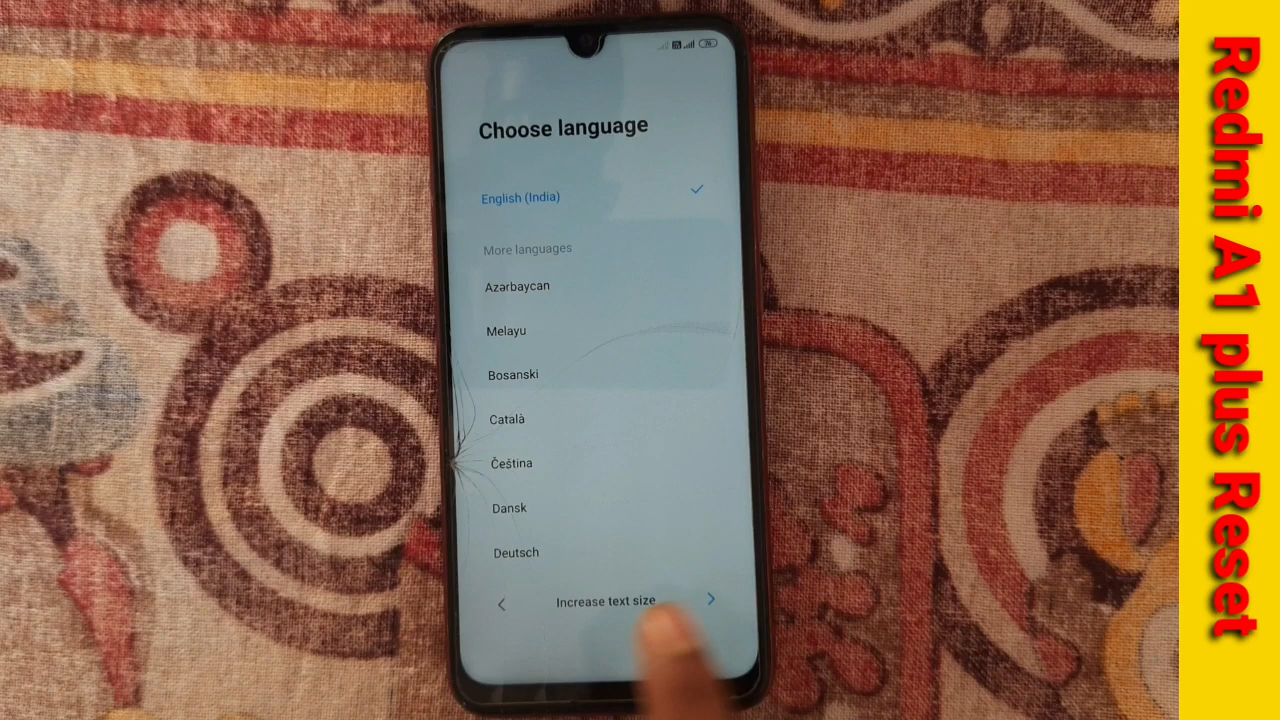 Choose language
English (India)
More languages
Azərbaycan
Melayu
Bosanski
Català
Čeština
Dansk
Deutsch
Increase text size
Redmi A1 plus Reset